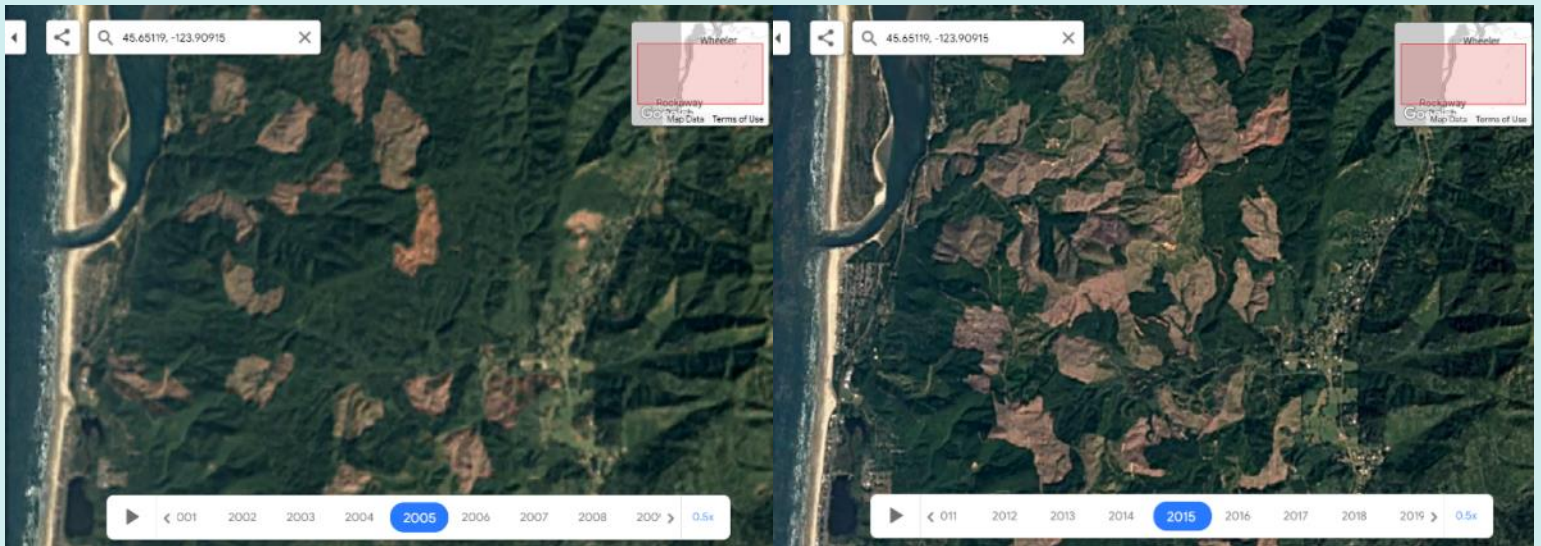 45.65119, -123.90915
Wheeler
Rockaway
Google
Map Data Terms of Use
001 2002 2003 2004 2005 2006 2007 2008 200 0.5x
45.65119, -123.90915
Wheeler
Rockaway
Map Data Terms of Use
011 2012 2013 2014 2015 2016 2017 2018 2019 0.5x